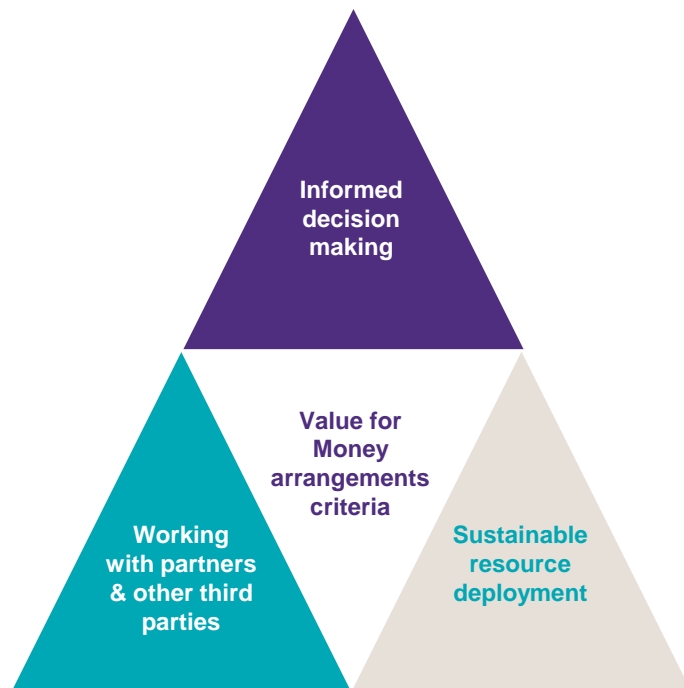 Informed
decision
making
Value for
Money
arrangements
criteria
Working
with partners
& other third
parties
Sustainable
resource
deployment